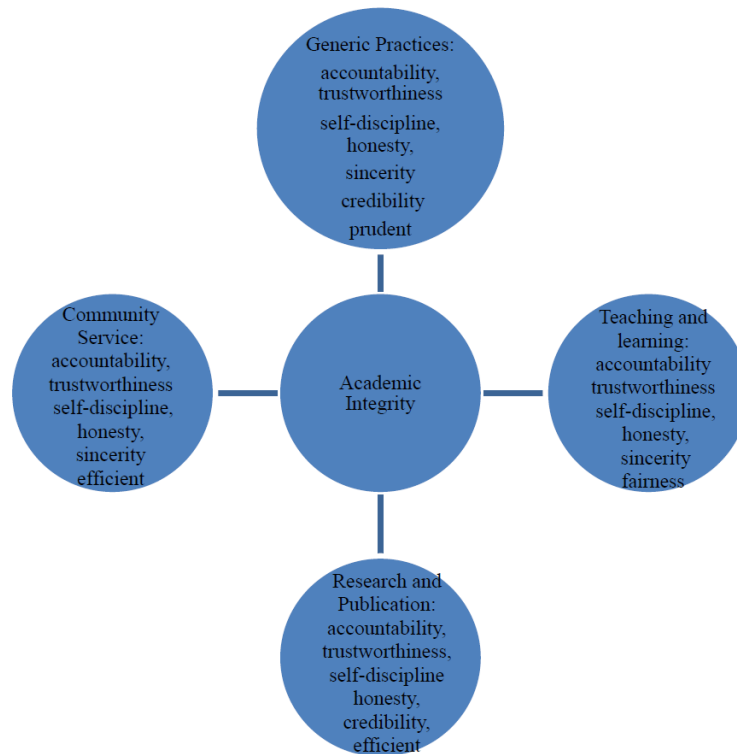 Generic Practices:
accountability,
trustworthiness
self-discipline,
honesty,
sincerity
credibility
prudent
Community
Service:
accountability,
trustworthiness
self-discipline,
honesty,
sincerity
efficient
Academic
Integrity
Teaching and
learning:
accountability
trustworthiness
self-discipline,
honesty,
sincerity
fairness
Research and
Publication:
accountability,
trustworthiness,
self-discipline
honesty,
credibility,
efficient